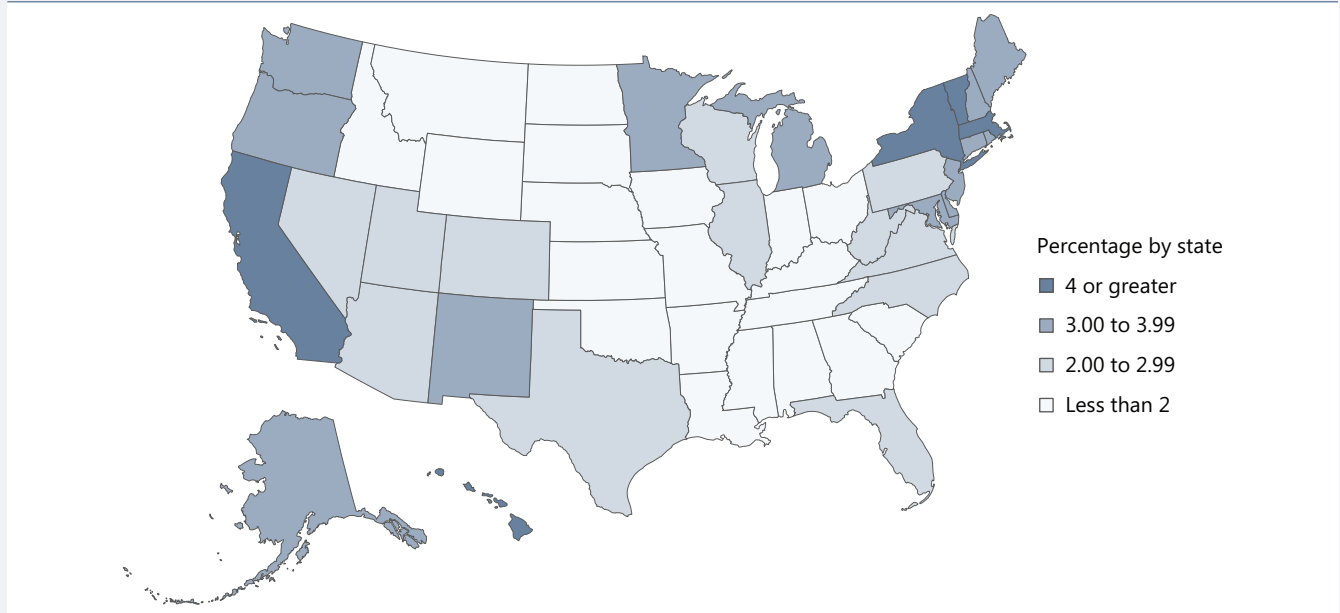 Percentage by state
4 or greater
3.00 to 3.99
2.00 to 2.99
Less than 2